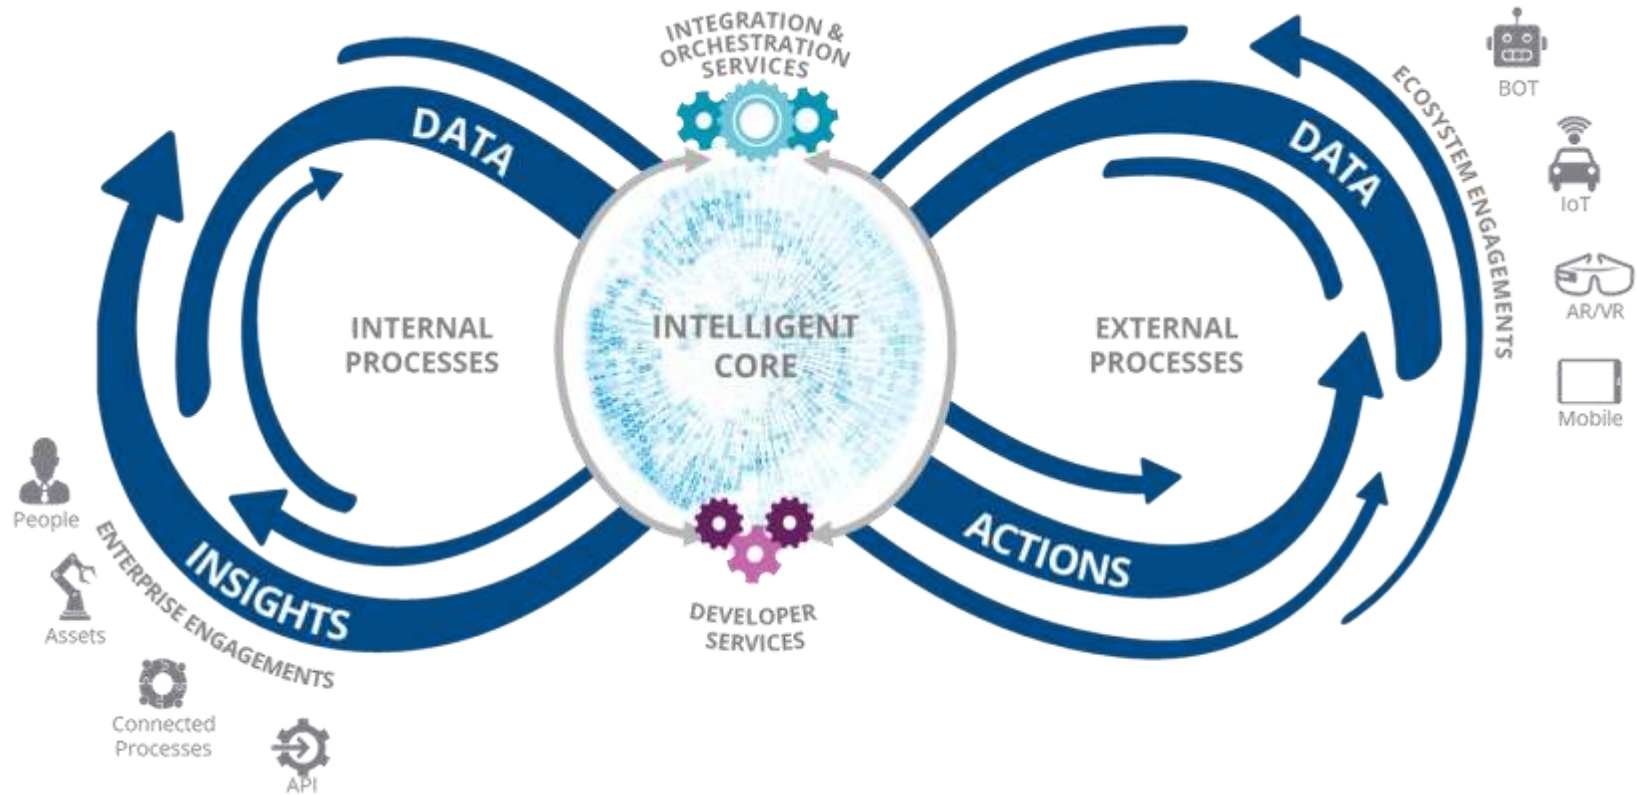 INTEGRATION &
ORCHESTRATION
SERVICES
DATA
DATA
ECOSYSTEM ENGAGEMENTS
BOT
IoT
AR/VR
Mobile
INTERNAL
PROCESSES
INTELLIGENT
CORE
EXTERNAL
PROCESSES
People
Assets
Connected
Processes
API
ENTERPRISE ENGAGEMENTS
INSIGHTS
ACTIONS
DEVELOPER
SERVICES